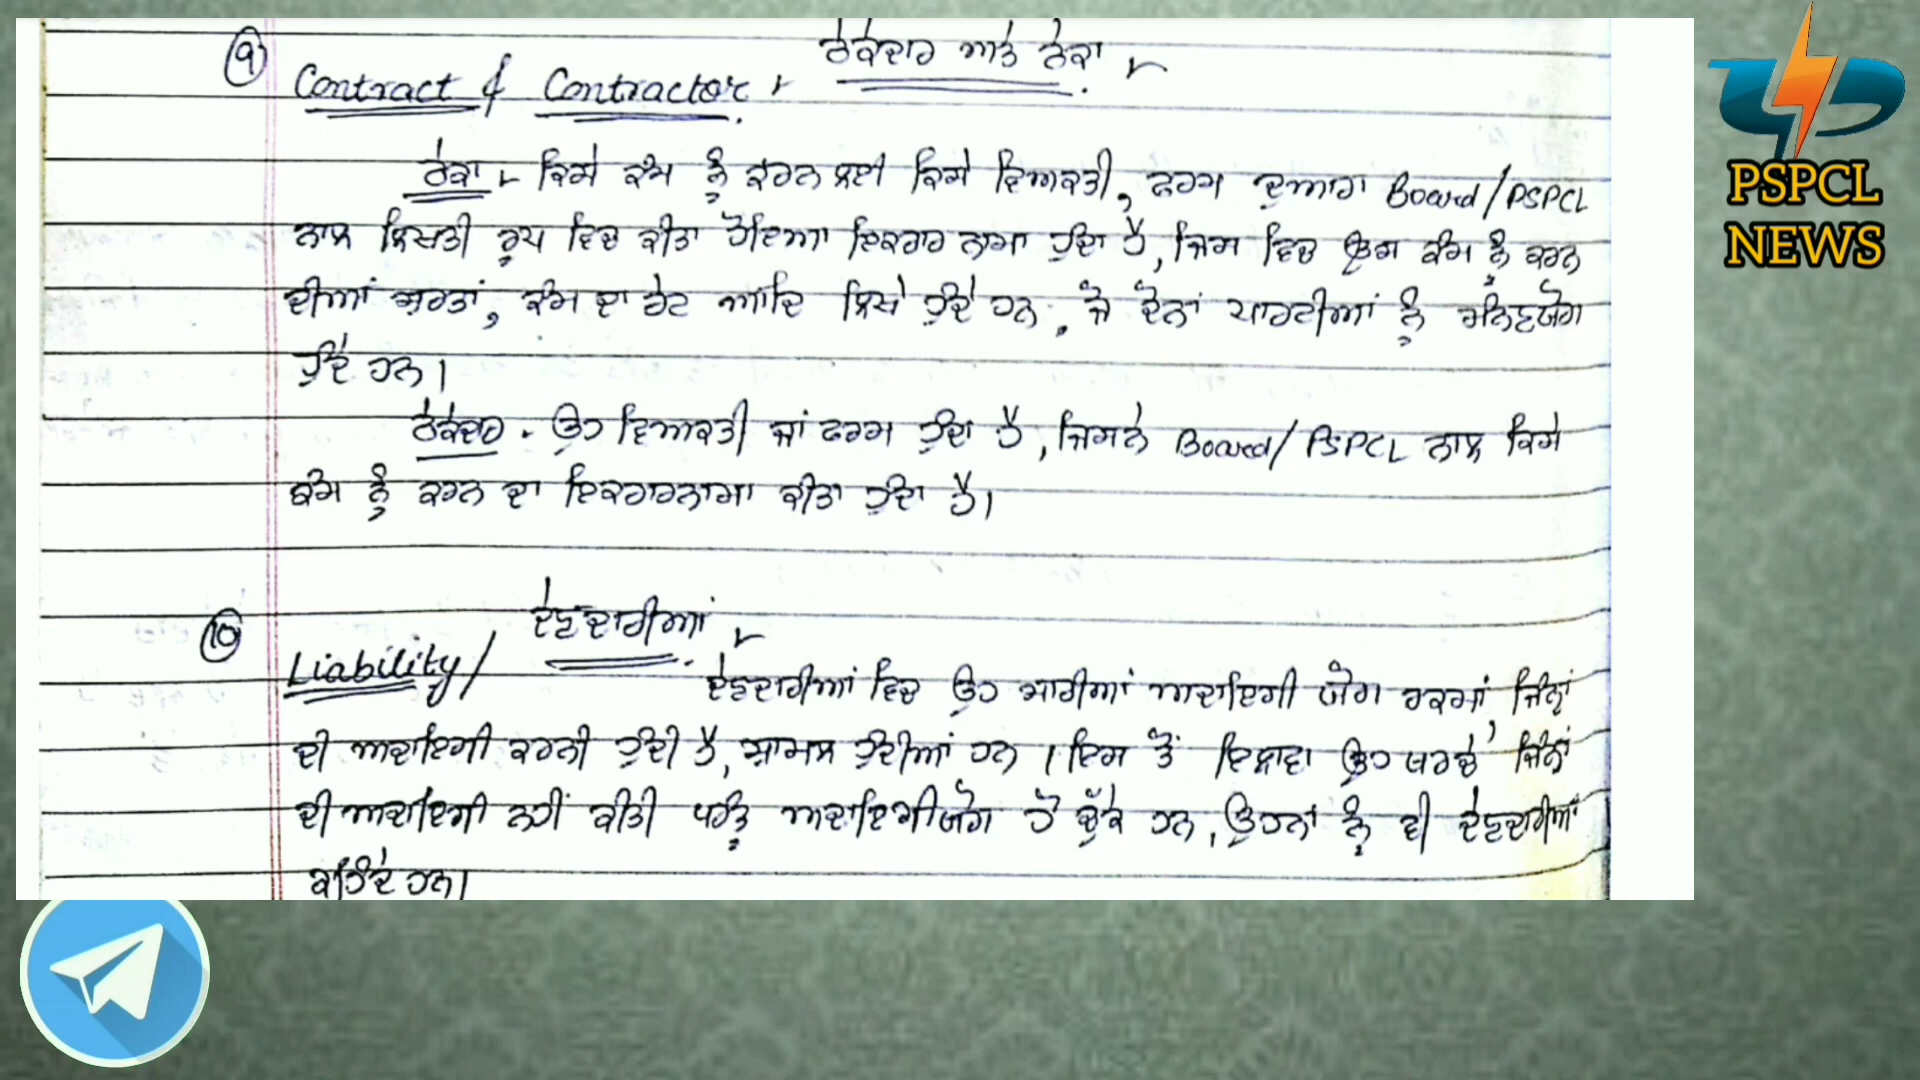 ੧ Contract & Contractor :- ਠੇਕੇਦਾਰ ਅਤੇ ਠੇਕਾ :-
ਠੇਕਾ :- ਕਿਸੇ ਕੰਮ ਨੂੰ ਕਰਨ ਲਈ ਕਿਸੇ ਵਿਅਕਤੀ, ਫਰਮ ਦੁਆਰਾ Board/PSPCL
ਨਾਲ ਲਿਖਤੀ ਰੂਪ ਵਿਚ ਕੀਤਾ ਹੋਇਆ ਇਕਰਾਰ ਨਾਮਾ ਹੁੰਦਾ ਹੈ, ਜਿਸ ਵਿਚ ਉਸ ਕੰਮ ਨੂੰ ਕਰਨ
ਦੀਆਂ ਸ਼ਰਤਾਂ, ਕੰਮ ਦਾ ਰੇਟ ਆਦਿ ਲਿਖੇ ਹੁੰਦੇ ਹਨ, ਜੋ ਦੋਨਾਂ ਪਾਰਟੀਆਂ ਨੂੰ ਮੰਨਣਯੋਗ
ਹੁੰਦੇ ਹਨ।
ਠੇਕੇਦਾਰ - ਉਹ ਵਿਅਕਤੀ ਜਾਂ ਫਰਮ ਹੁੰਦਾ ਹੈ, ਜਿਸਨੇ Board/PSPCL ਨਾਲ ਕਿਸੇ
ਕੰਮ ਨੂੰ ਕਰਨ ਦਾ ਇਕਰਾਰਨਾਮਾ ਕੀਤਾ ਹੁੰਦਾ ਹੈ।
10 Liability/ ਦੇਣਦਾਰੀਆਂ :-
ਦੇਣਦਾਰੀਆਂ ਵਿਚ ਉਹ ਸਾਰੀਆਂ ਅਦਾਇਗੀ ਯੋਗ ਰਕਮਾਂ, ਜਿੰਨਾਂ
ਦੀ ਅਦਾਇਗੀ ਕਰਨੀ ਹੁੰਦੀ ਹੈ, ਸ਼ਾਮਲ ਹੁੰਦੀਆਂ ਹਨ। ਇਸ ਤੋਂ ਇਲਾਵਾ ਉਹ ਖਰਚੇ ਜਿੰਨਾਂ
ਦੀ ਅਦਾਇਗੀ ਨਹੀਂ ਕੀਤੀ ਪਰੰਤੂ ਅਦਾਇਗੀਯੋਗ ਹੋ ਚੁੱਕੇ ਹਨ, ਉਹਨਾਂ ਨੂੰ ਵੀ ਦੇਣਦਾਰੀਆਂ
ਕਹਿੰਦੇ ਹਨ।
PSPCL
NEWS